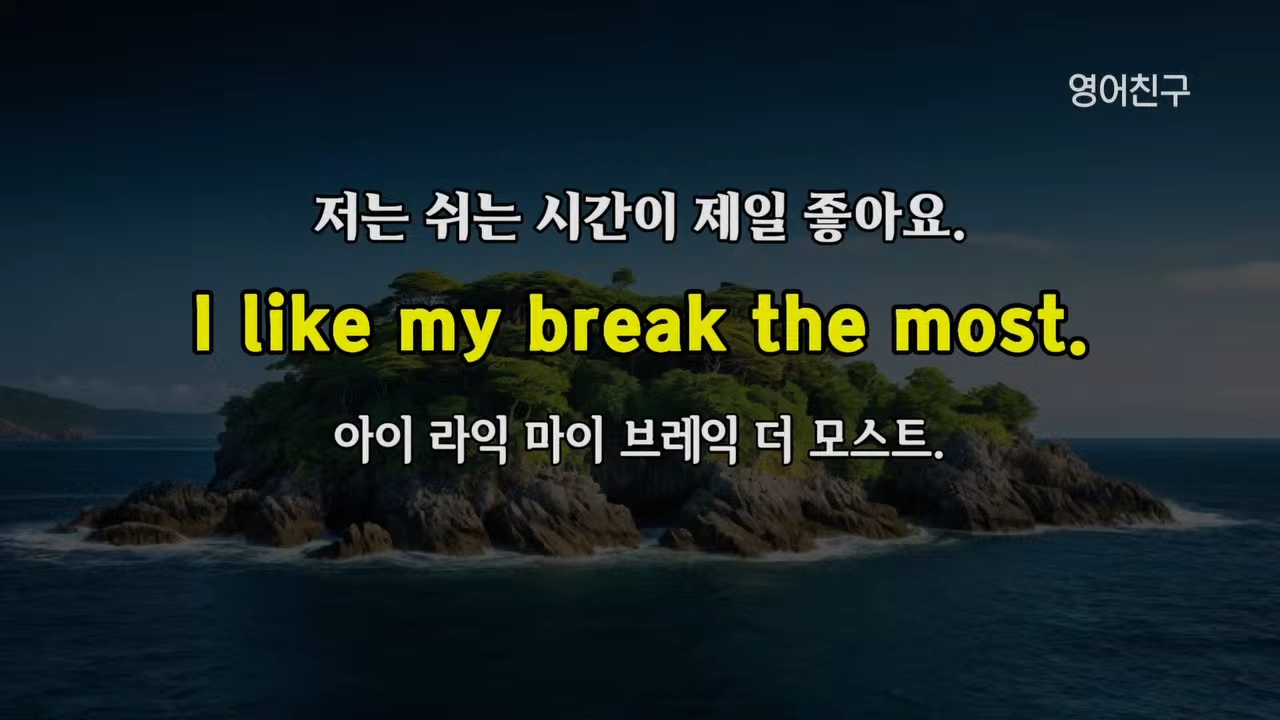 영어친구
저는 쉬는 시간이 제일 좋아요.
I like my break the most.
아이 라익 마이 브레익 더 모스트.